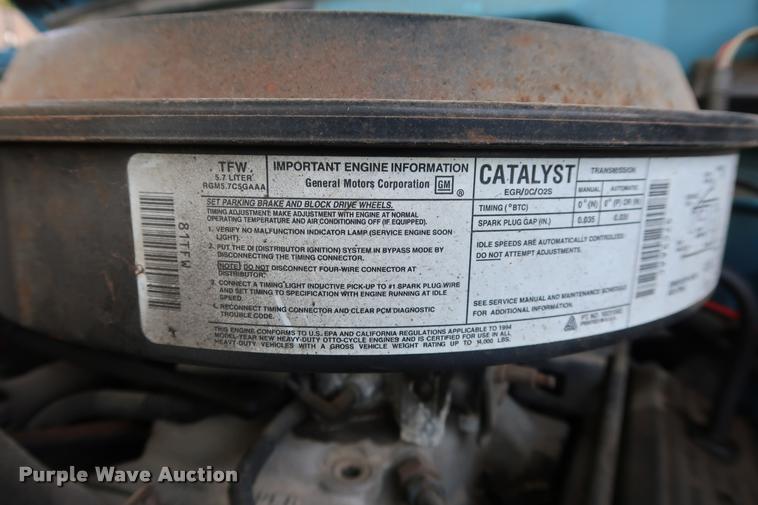 TFW
5.7 LITER
RGM5.7C5GAAA
IMPORTANT ENGINE INFORMATION
General Motors Corporation GM ®
SET PARKING BRAKE AND BLOCK DRIVE WHEELS.
TIMING ADJUSTMENT: MAKE ADJUSTMENT WITH ENGINE AT NORMAL
OPERATING TEMPERATURE AND AIR CONDITIONING OFF (IF EQUIPPED).
1. VERIFY NO MALFUNCTION INDICATOR LAMP (SERVICE ENGINE SOON
LIGHT).
2. PUT THE DI (DISTRIBUTOR IGNITION) SYSTEM IN BYPASS MODE BY
DISCONNECTING THE TIMING CONNECTOR.
NOTE: DO NOT DISCONNECT FOUR-WIRE CONNECTOR AT
DISTRIBUTOR.
3. CONNECT A TIMING LIGHT INDUCTIVE PICK-UP TO #1 SPARK PLUG WIRE
AND SET TIMING TO SPECIFICATION WITH ENGINE RUNNING AT IDLE
SPEED.
4. RECONNECT TIMING CONNECTOR AND CLEAR PCM DIAGNOSTIC
TROUBLE CODE.
THIS ENGINE CONFORMS TO U.S. EPA AND CALIFORNIA REGULATIONS APPLICABLE TO 1994
MODEL-YEAR NEW HEAVY-DUTY OTTO-CYCLE ENGINES AND IS CERTIFIED FOR USE IN ALL
HEAVY-DUTY VEHICLES WITH A GROSS VEHICLE WEIGHT RATING UP TO 14,000 LBS.
81TFW
CATALYST
EGR/OC/O2S
TRANSMISSION
MANUAL AUTOMATIC
TIMING (°BTC) 0° (N) 0° (P) OR (N)
SPARK PLUG GAP (IN.) 0.035 0.035
IDLE SPEEDS ARE AUTOMATICALLY CONTROLLED:
DO NOT ATTEMPT ADJUSTMENTS.
SEE SERVICE MANUAL AND MAINTENANCE SCHEDULE
FOR ADDITIONAL INFORMATION.
Purple Wave Auction